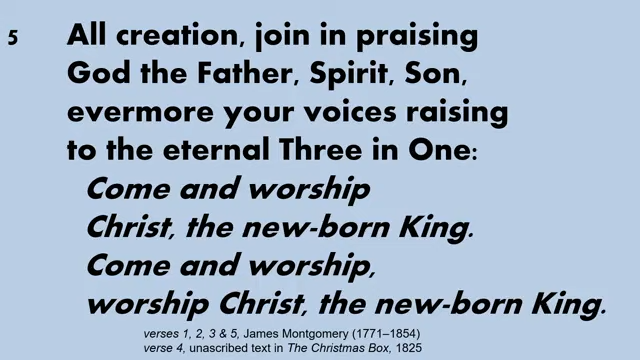 5 All creation, join in praising
God the Father, Spirit, Son,
evermore your voices raising
to the eternal Three in One:
Come and worship
Christ, the new-born King.
Come and worship,
worship Christ, the new-born King.
verses 1, 2, 3 & 5, James Montgomery (1771–1854)
verse 4, unascribed text in The Christmas Box, 1825